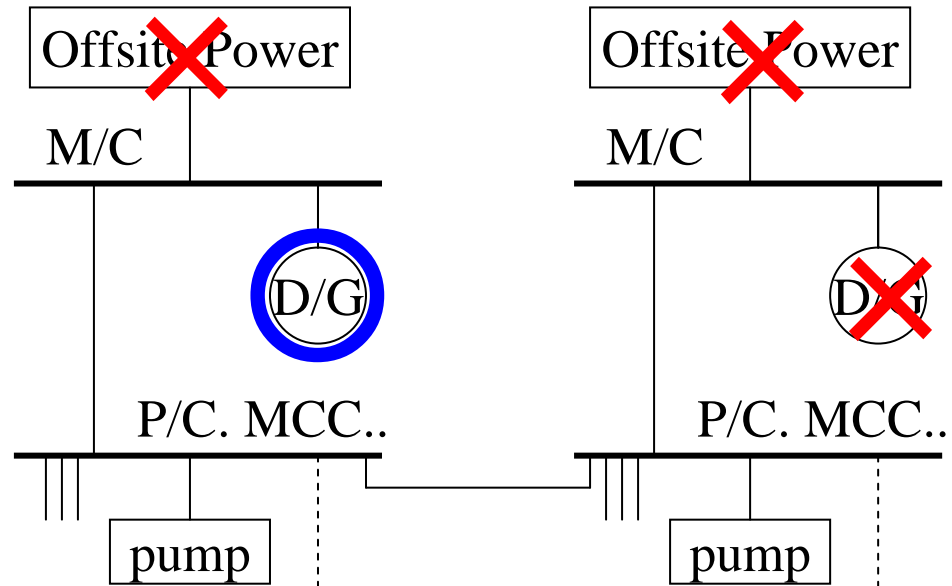 Offsite Power
Offsite Power
M/C
M/C
D/G
D/G
P/C. MCC..
P/C. MCC..
pump
pump